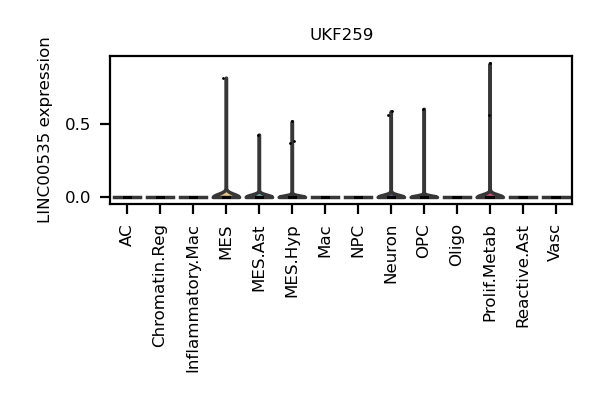 UKF259
LINC00535 expression
0.5
0.0
AC
Chromatin.Reg
Inflammatory.Mac
MES
MES.Ast
MES.Hyp
Mac
NPC
Neuron
OPC
Oligo
Prolif.Metab
Reactive.Ast
Vasc